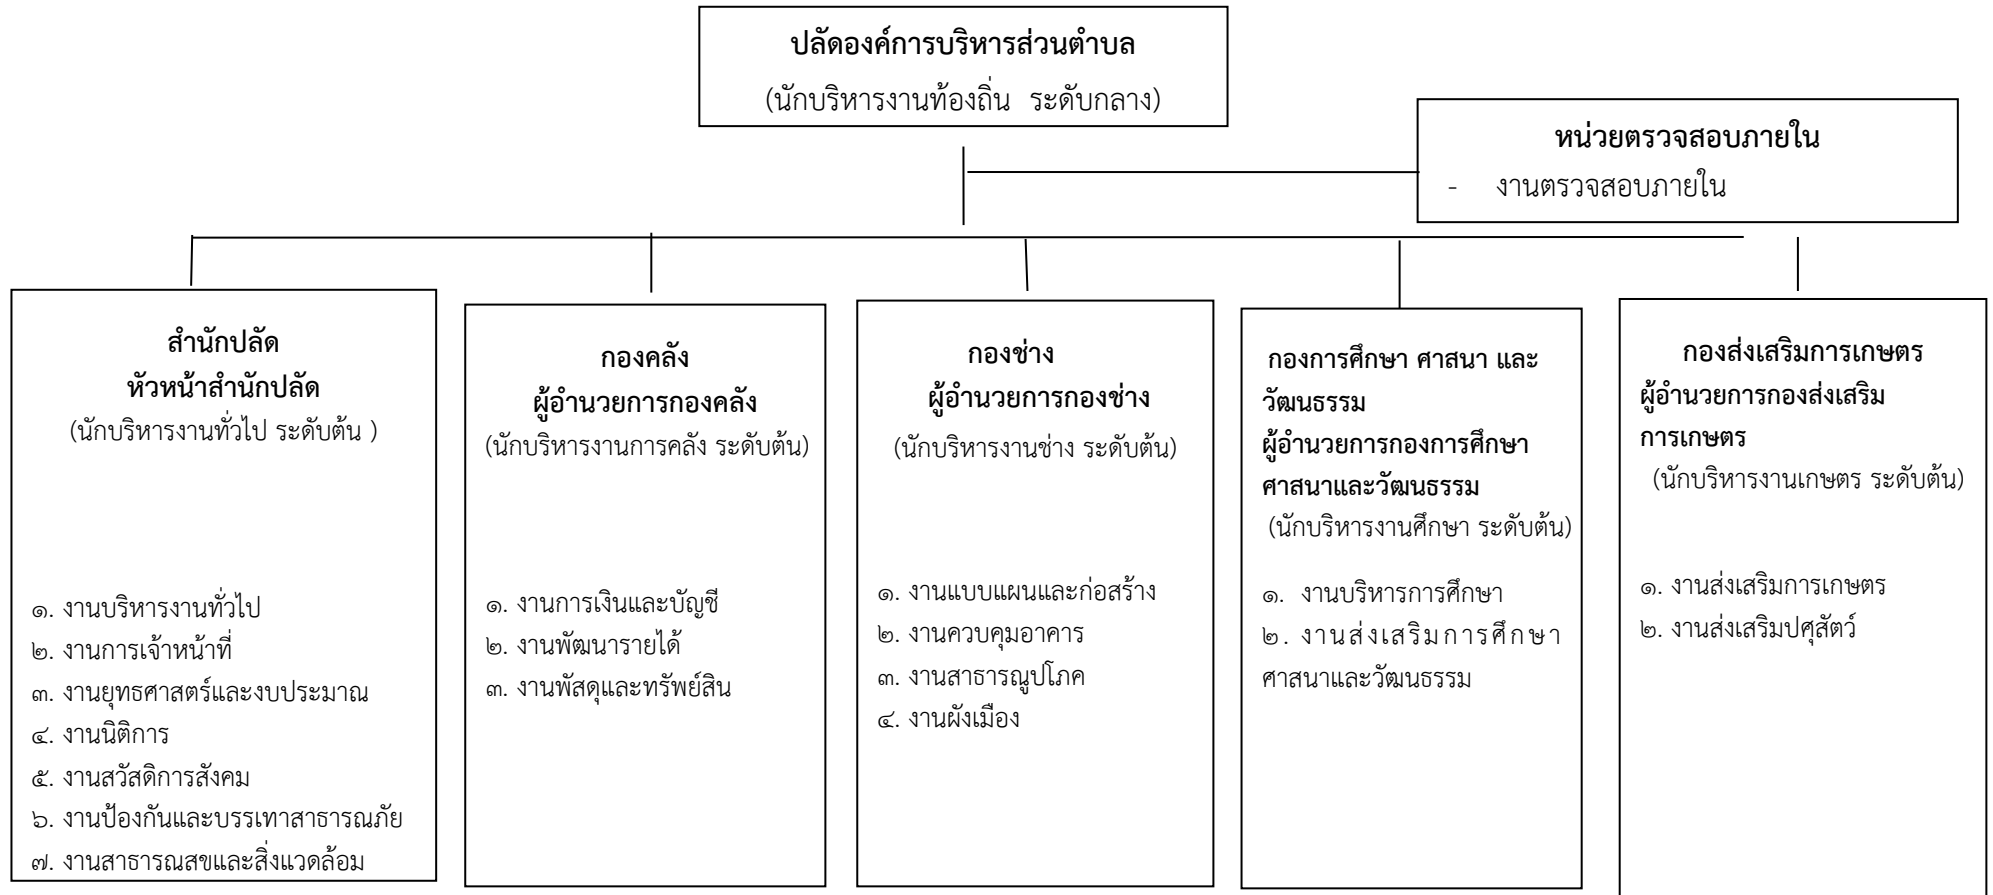 ปลัดองค์การบริหารส่วนตำบล
(นักบริหารงานท้องถิ่น ระดับกลาง)
หน่วยตรวจสอบภายใน
- งานตรวจสอบภายใน
สำนักปลัด
หัวหน้าสำนักปลัด
(นักบริหารงานทั่วไป ระดับต้น )
๑. งานบริหารงานทั่วไป
๒. งานการเจ้าหน้าที่
๓. งานยุทธศาสตร์และงบประมาณ
๔. งานนิติการ
๕. งานสวัสดิการสังคม
๖. งานป้องกันและบรรเทาสาธารณภัย
๗. งานสาธารณสขและสิ่งแวดล้อม
กองคลัง
ผู้อำนวยการกองคลัง
(นักบริหารงานการคลัง ระดับต้น)
๑. งานการเงินและบัญชี
๒. งานพัฒนารายได้
๓. งานพัสดุและทรัพย์สิน
กองช่าง
ผู้อำนวยการกองช่าง
(นักบริหารงานช่าง ระดับต้น)
๑. งานแบบแผนและก่อสร้าง
๒. งานควบคุมอาคาร
๓. งานสาธารณูปโภค
๔. งานผังเมือง
กองการศึกษา ศาสนา และ
วัฒนธรรม
ผู้อำนวยการกองการศึกษา
ศาสนาและวัฒนธรรม
(นักบริหารงานศึกษา ระดับต้น)
๑. งานบริหารการศึกษา
๒. งานส่งเสริมการศึกษา
ศาสนาและวัฒนธรรม
กองส่งเสริมการเกษตร
ผู้อำนวยการกองส่งเสริม
การเกษตร
(นักบริหารงานเกษตร ระดับต้น)
๑. งานส่งเสริมการเกษตร
๒. งานส่งเสริมปศุสัตว์